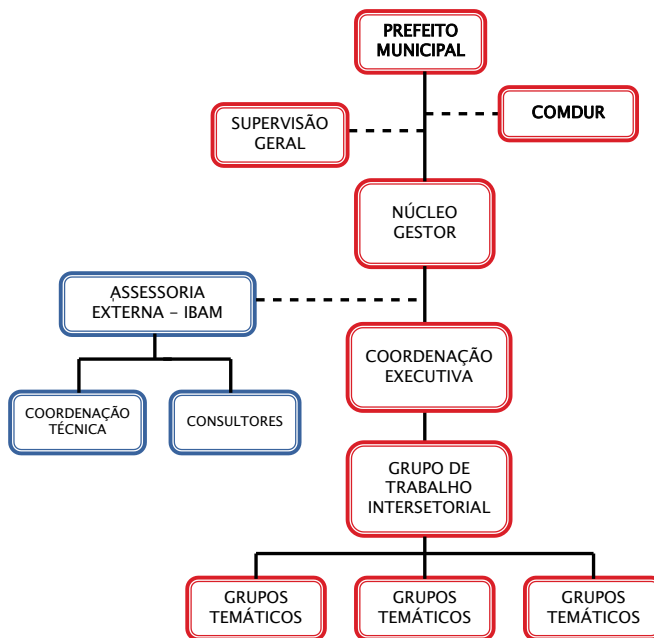 PREFEITO
MUNICIPAL
COMDUR
SUPERVISÃO
GERAL
NÚCLEO
GESTOR
ASSESSORIA
EXTERNA – IBAM
COORDENAÇÃO
EXECUTIVA
COORDENAÇÃO
TÉCNICA
CONSULTORES
GRUPO DE
TRABALHO
INTERSETORIAL
GRUPOS
TEMÁTICOS
GRUPOS
TEMÁTICOS
GRUPOS
TEMÁTICOS